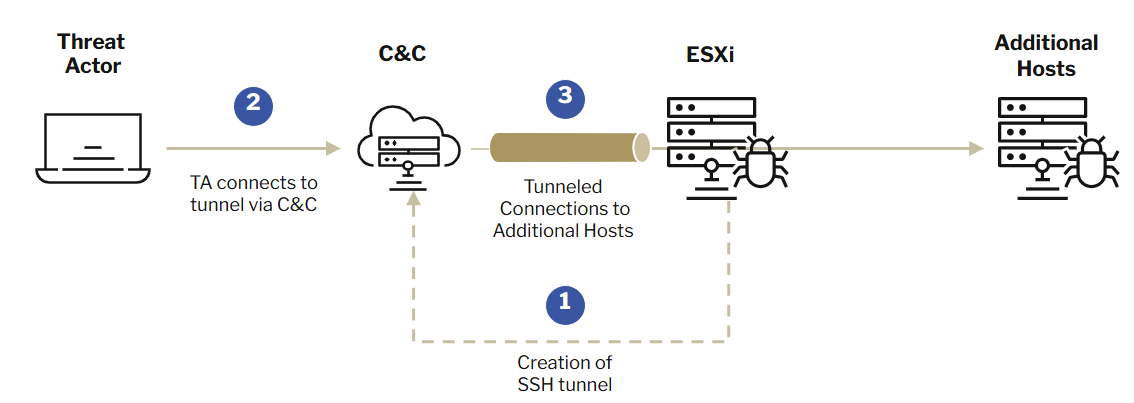 Threat
Actor
C&C
ESXi
Additional
Hosts
2
3
TA connects to
tunnel via C&C
Tunneled
Connections to
Additional Hosts
1
Creation of
SSH tunnel